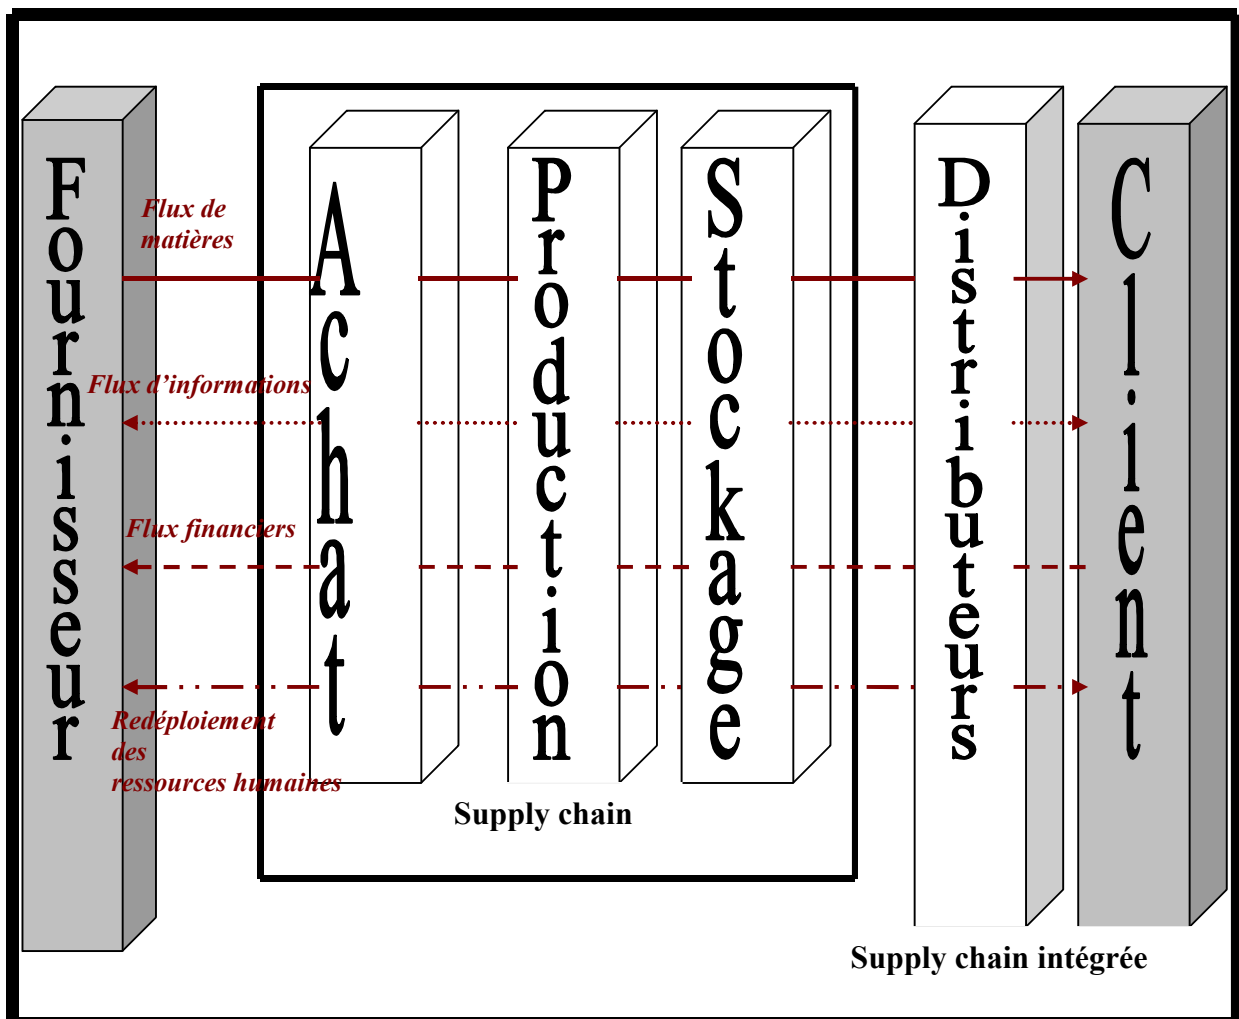 Fournisseur
Flux de
matières
Flux d’informations
Flux financiers
Redéploiement
des
ressources humaines
Achat
Production
Stockage
Distributeurs
Client
Supply chain
Supply chain intégrée